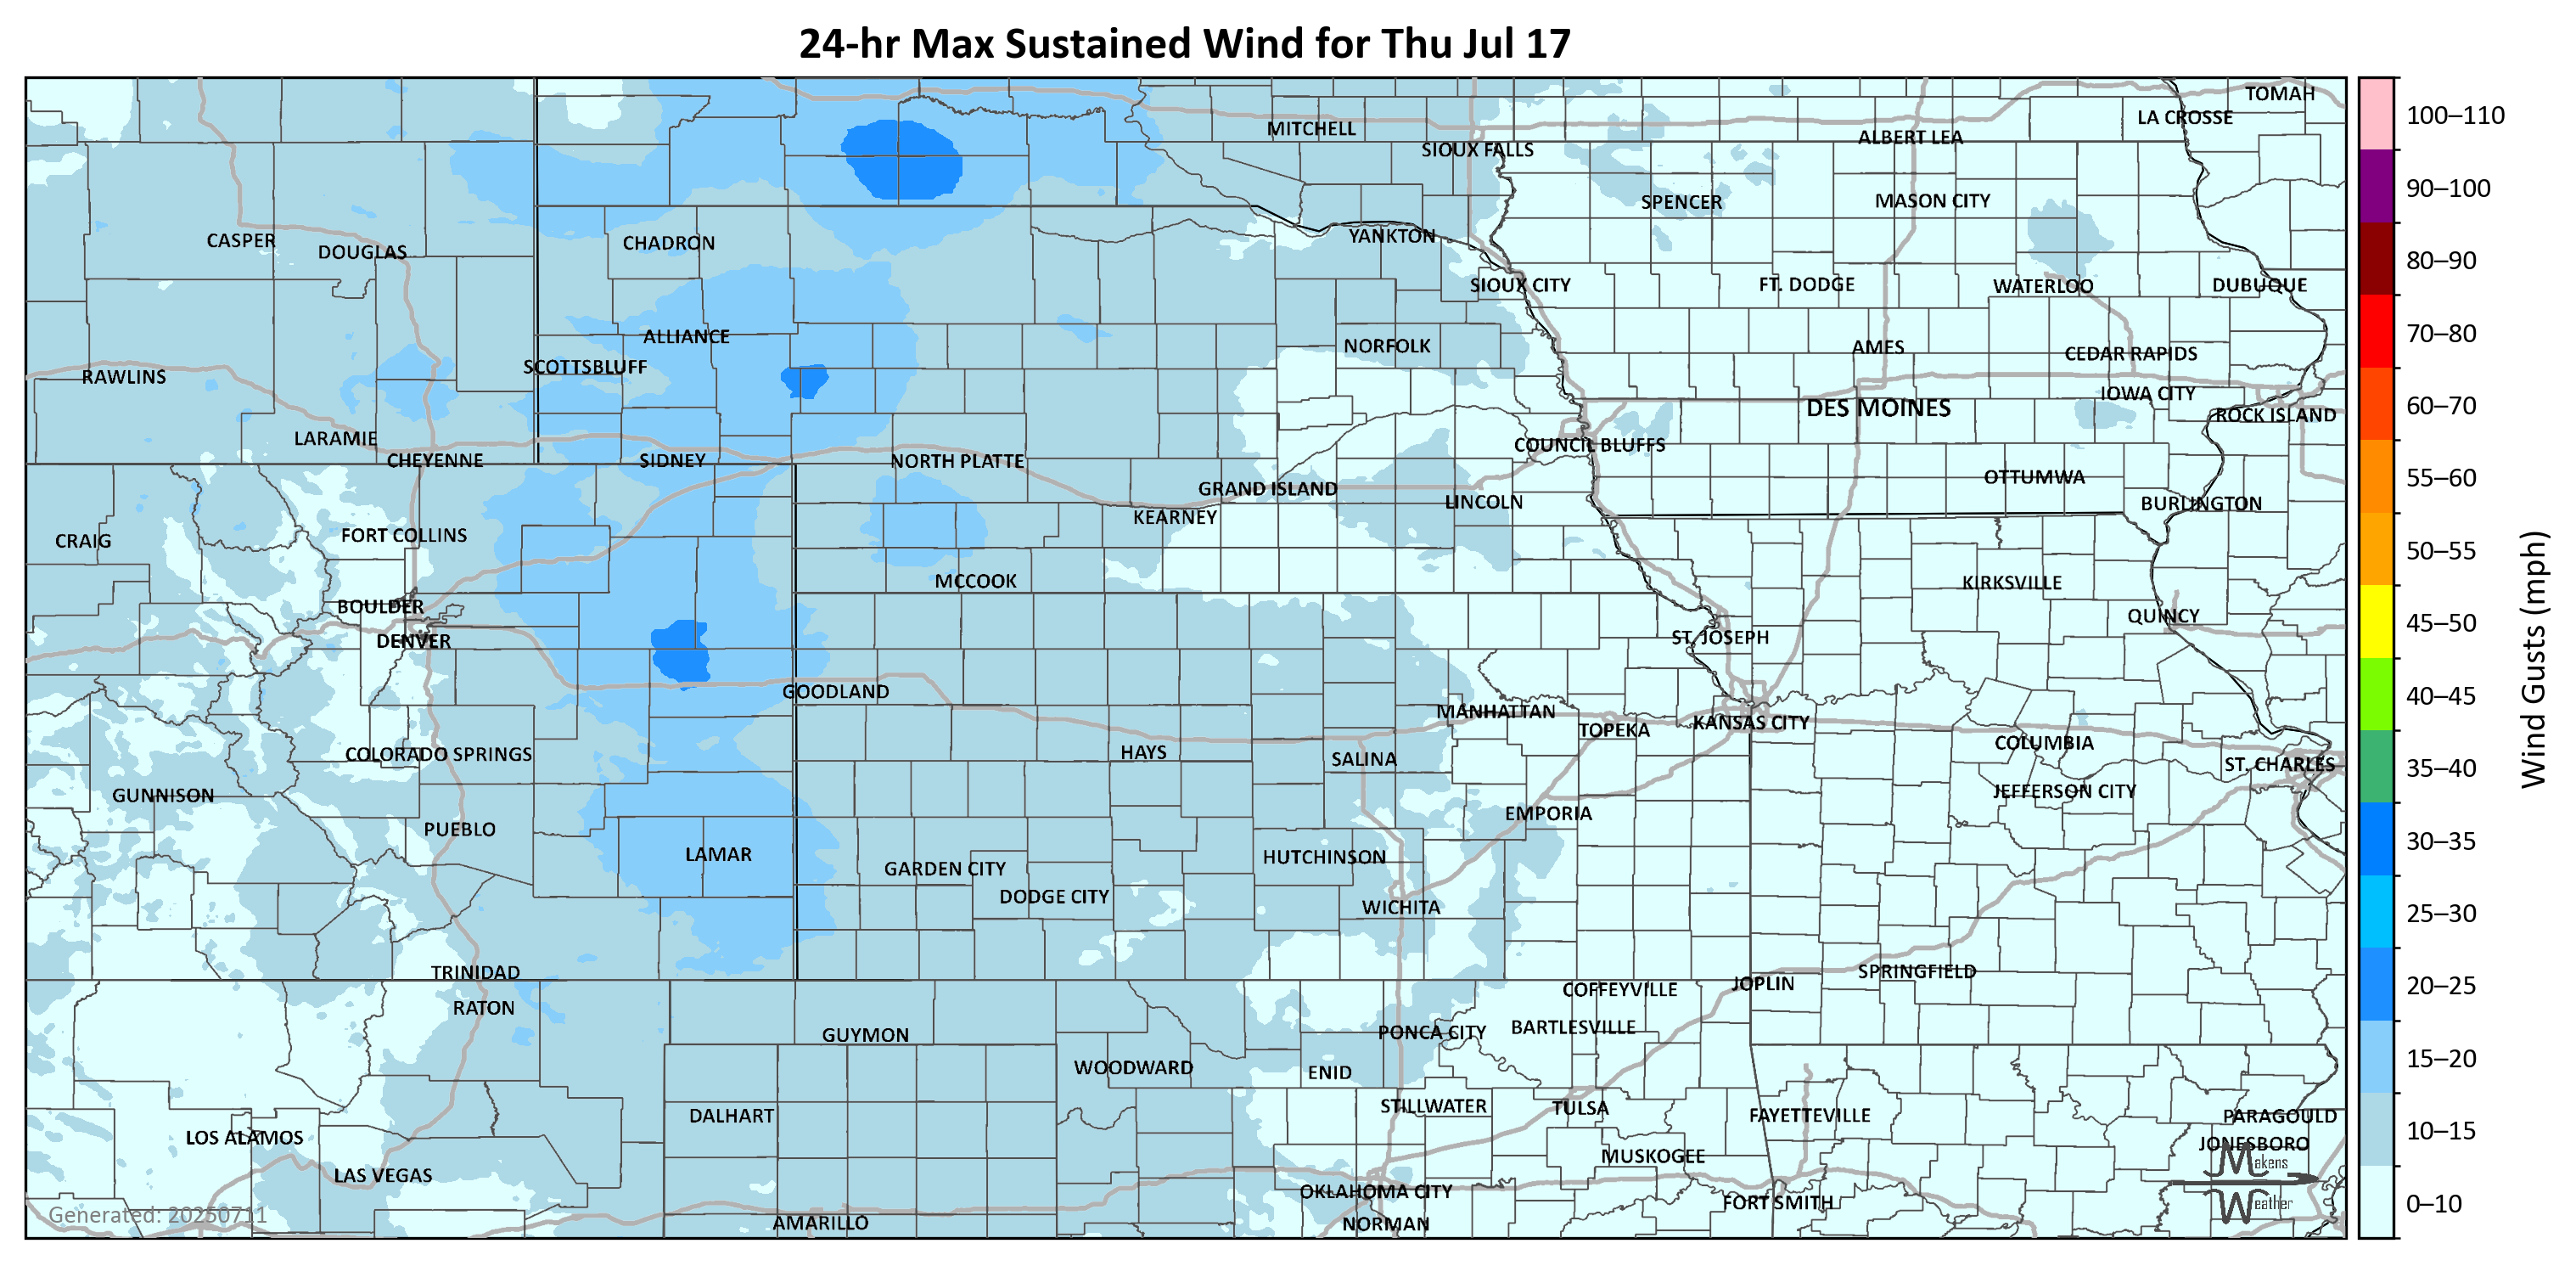 24-hr Max Sustained Wind for Thu Jul 17
TOMAH
LA CROSSE
MITCHELL
ALBERT LEA
SIOUX FALLS
SPENCER
MASON CITY
CASPER
DOUGLAS
CHADRON
YANKTON
SIOUX CITY
FT. DODGE
WATERLOO
DUBUQUE
ALLIANCE
NORFOLK
AMES
CEDAR RAPIDS
SCOTTSBLUFF
RAWLINS
IOWA CITY
DES MOINES
ROCK ISLAND
LARAMIE
COUNCIL BLUFFS
CHEYENNE
SIDNEY
NORTH PLATTE
OTTUMWA
GRAND ISLAND
LINCOLN
BURLINGTON
KEARNEY
FORT COLLINS
CRAIG
MCCOOK
KIRKSVILLE
BOULDER
QUINCY
DENVER
ST. JOSEPH
GOODLAND
MANHATTAN
TOPEKA
KANSAS CITY
COLUMBIA
COLORADO SPRINGS
HAYS
SALINA
ST. CHARLES
GUNNISON
JEFFERSON CITY
EMPORIA
PUEBLO
LAMAR
HUTCHINSON
GARDEN CITY
DODGE CITY
WICHITA
TRINIDAD
SPRINGFIELD
JOPLIN
COFFEYVILLE
RATON
GUYMON
PONCA CITY
BARTLESVILLE
WOODWARD
ENID
STILLWATER
TULSA
DALHART
FAYETTEVILLE
PARAGOULD
LOS ALAMOS
JONESBORO
MUSKOGEE
LAS VEGAS
OKLAHOMA CITY
FORT SMITH
AMARILLO
NORMAN
Generated: 20250711
Makens
Weather
100–110
90–100
80–90
70–80
60–70
55–60
50–55
45–50
40–45
35–40
30–35
25–30
20–25
15–20
10–15
0–10
Wind Gusts (mph)